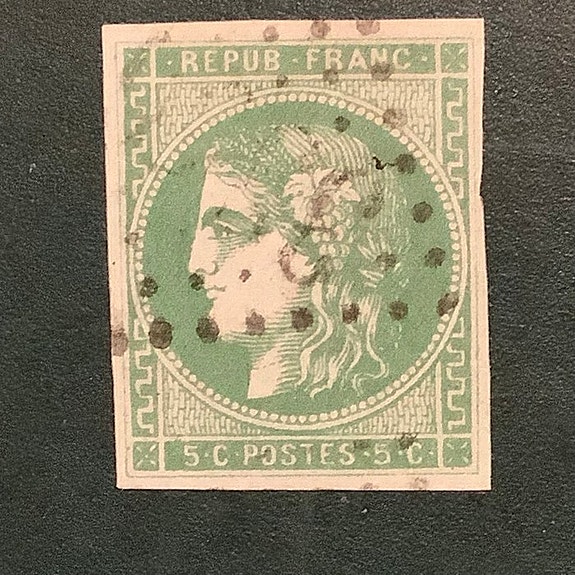 · REPUB · FRANC ·
5 · C · POSTES · 5 · C ·